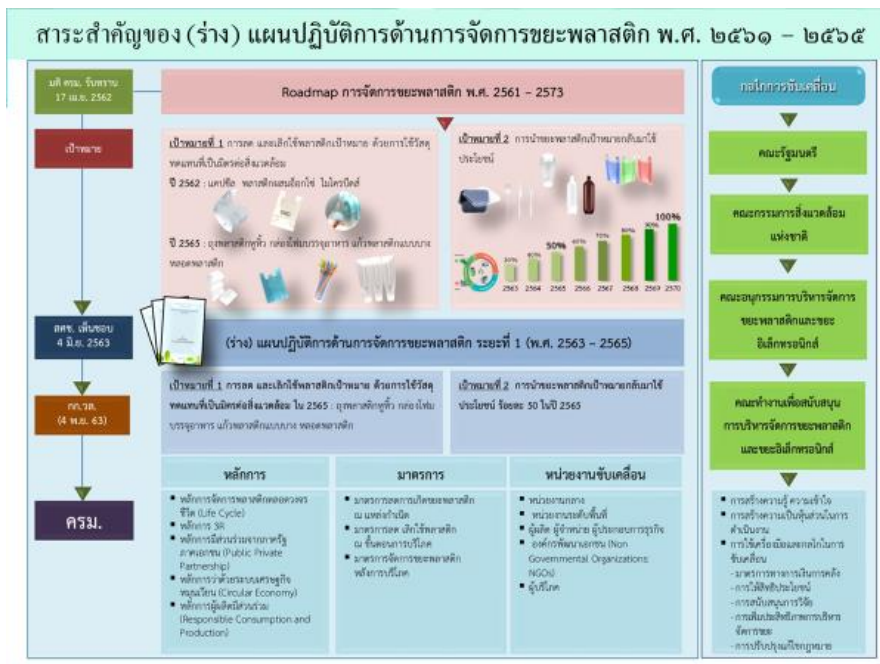 สาระสำคัญของ (ร่าง) แผนปฏิบัติการด้านการจัดการขยะพลาสติก พ.ศ. ๒๕๖๑ – ๒๕๖๕
มติ ครม. รับทราบ
17 เม.ย. 2562
Roadmap การจัดการขยะพลาสติก พ.ศ. 2561 – 2573
เป้าหมาย
เป้าหมายที่ 1 การลด และเลิกใช้พลาสติกเป้าหมาย ด้วยการใช้วัสดุ
ทดแทนที่เป็นมิตรต่อสิ่งแวดล้อม
ปี 2562 : แคปซีล พลาสติกผสมอ็อกโซ่ ไมโครบีดส์
ปี 2565 : ถุงพลาสติกหูหิ้ว กล่องโฟมบรรจุอาหาร แก้วพลาสติกแบบบาง
หลอดพลาสติก
เป้าหมายที่ 2 การนำขยะพลาสติกเป้าหมายกลับมาใช้
ประโยชน์
50%
60%
70%
100%
2563 2564 2565 2566 2567 2568 2569 2570
สศช. เห็นชอบ
4 มิ.ย. 2563
(ร่าง) แผนปฏิบัติการด้านการจัดการขยะพลาสติก ระยะที่ 1 (พ.ศ. 2563 – 2565)
กก.วล.
(4 พ.ย. 63)
เป้าหมายที่ 1 การลด และเลิกใช้พลาสติกเป้าหมาย ด้วยการใช้วัสดุ
ทดแทนที่เป็นมิตรต่อสิ่งแวดล้อม ใน 2565 : ถุงพลาสติกหูหิ้ว กล่องโฟม
บรรจุอาหาร แก้วพลาสติกแบบบาง หลอดพลาสติก
เป้าหมายที่ 2 การนำขยะพลาสติกเป้าหมายกลับมาใช้
ประโยชน์ ร้อยละ 50 ในปี 2565
ครม.
หลักการ
▪ หลักการจัดการพลาสติกตลอดวงจร
ชีวิต (Life Cycle)
▪ หลักการ 3R
▪ หลักการมีส่วนร่วมจากภาครัฐ
ภาคเอกชน (Public Private
Partnership)
▪ หลักการว่าด้วยระบบเศรษฐกิจ
หมุนเวียน (Circular Economy)
▪ หลักการผู้ผลิตมีส่วนร่วม
(Responsible Consumption and
Production)
มาตรการ
▪ มาตรการลดการเกิดขยะพลาสติก
ณ แหล่งกำเนิด
▪ มาตรการลด เลิกใช้พลาสติก
ณ ขั้นตอนการบริโภค
▪ มาตรการจัดการขยะพลาสติก
หลังการบริโภค
หน่วยงานขับเคลื่อน
▪ หน่วยงานกลาง
▪ หน่วยงานระดับพื้นที่
▪ ผู้ผลิต ผู้จำหน่าย ผู้ประกอบการธุรกิจ
▪ องค์กรพัฒนาเอกชน (Non
Governmental Organizations:
NGOs)
▪ ผู้บริโภค
กลไกการขับเคลื่อน
คณะรัฐมนตรี
คณะกรรมการสิ่งแวดล้อม
แห่งชาติ
คณะอนุกรรมการบริหารจัดการ
ขยะพลาสติกและขยะ
อิเล็กทรอนิกส์
คณะทำงานเพื่อสนับสนุน
การบริหารจัดการขยะพลาสติก
และขยะอิเล็กทรอนิกส์
▪ การสร้างความรู้ ความเข้าใจ
▪ การสร้างความเป็นหุ้นส่วนในการ
ดำเนินงาน
▪ การใช้เครื่องมือและกลไกในการ
ขับเคลื่อน
- มาตรการทางการเงินการคลัง
- การให้สิทธิประโยชน์
- การสนับสนุนการวิจัย
- การเพิ่มประสิทธิภาพการบริหาร
จัดการขยะ
- การปรับปรุงแก้ไขกฎหมาย